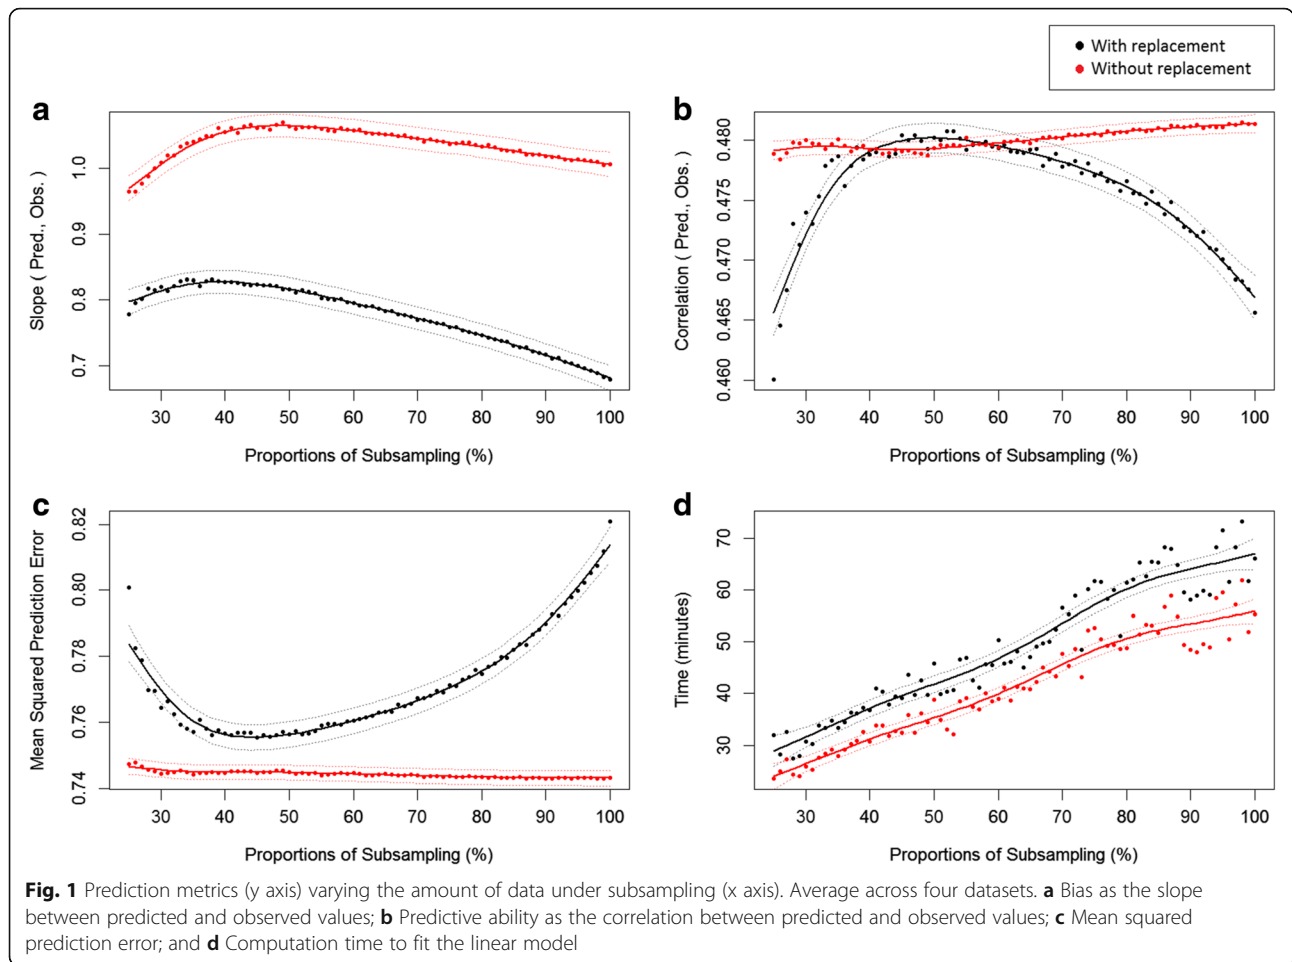 With replacement
Without replacement
a
Slope ( Pred., Obs.)
1.0
0.9
0.8
0.7
30 40 50 60 70 80 90 100
Proportions of Subsampling (%)
b
Correlation ( Pred., Obs.)
0.480
0.475
0.470
0.465
0.460
30 40 50 60 70 80 90 100
Proportions of Subsampling (%)
c
Mean Squared Prediction Error
0.82
0.80
0.78
0.76
0.74
30 40 50 60 70 80 90 100
Proportions of Subsampling (%)
d
Time (minutes)
70
60
50
40
30
30 40 50 60 70 80 90 100
Proportions of Subsampling (%)
Fig. 1 Prediction metrics (y axis) varying the amount of data under subsampling (x axis). Average across four datasets. a Bias as the slope
between predicted and observed values; b Predictive ability as the correlation between predicted and observed values; c Mean squared
prediction error; and d Computation time to fit the linear model